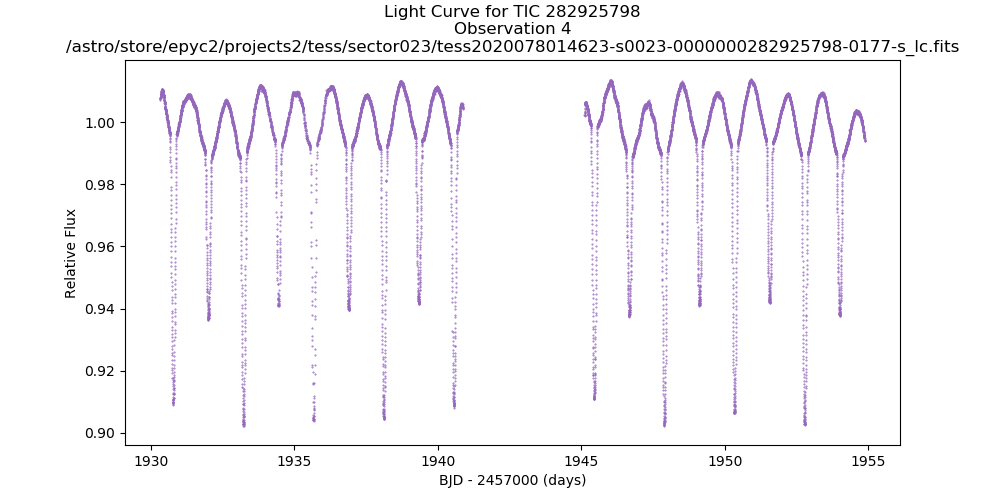 Light Curve for TIC 282925798
Observation 4
/astro/store/epyc2/projects2/tess/sector023/tess2020078014623-s0023-0000000282925798-0177-s_lc.fits
1.00
0.98
0.96
0.94
0.92
0.90
Relative Flux
1930
1935
1940
1945
1950
1955
BJD - 2457000 (days)